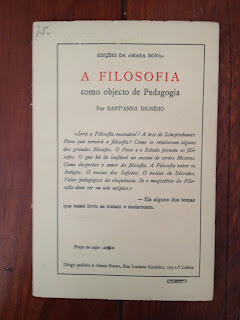 15.
EDIÇÕES DA «SEARA NOVA»
A FILOSOFIA
como objecto de Pedagogia
Por SANT'ANNA DIONÍSIO
«Será a Filosofia ensinável? A tese de Schopenhauer.
Para que servirá a filosofia? Como se revelaram alguns
dos grandes filósofos. O Povo e o Estado perante os filó-
sofos. O que há de inefável no ensino de certos Mestres.
Como despertar o amor da filosofia. A Filosofia entre os
Antigos. O ensino dos Sofistas. O ensino de Sócrates.
Valor pedagógico da eloquência. Se o magistério da Filo-
sofia deve ser ou não utópico.»
— Eis alguns dos temas
que neste livro se tratam e esclarecem.
Preço da capa:
Dirigir pedidos à «Seara Nova», Rua Luciano Cordeiro, 103-1.º, Lisboa